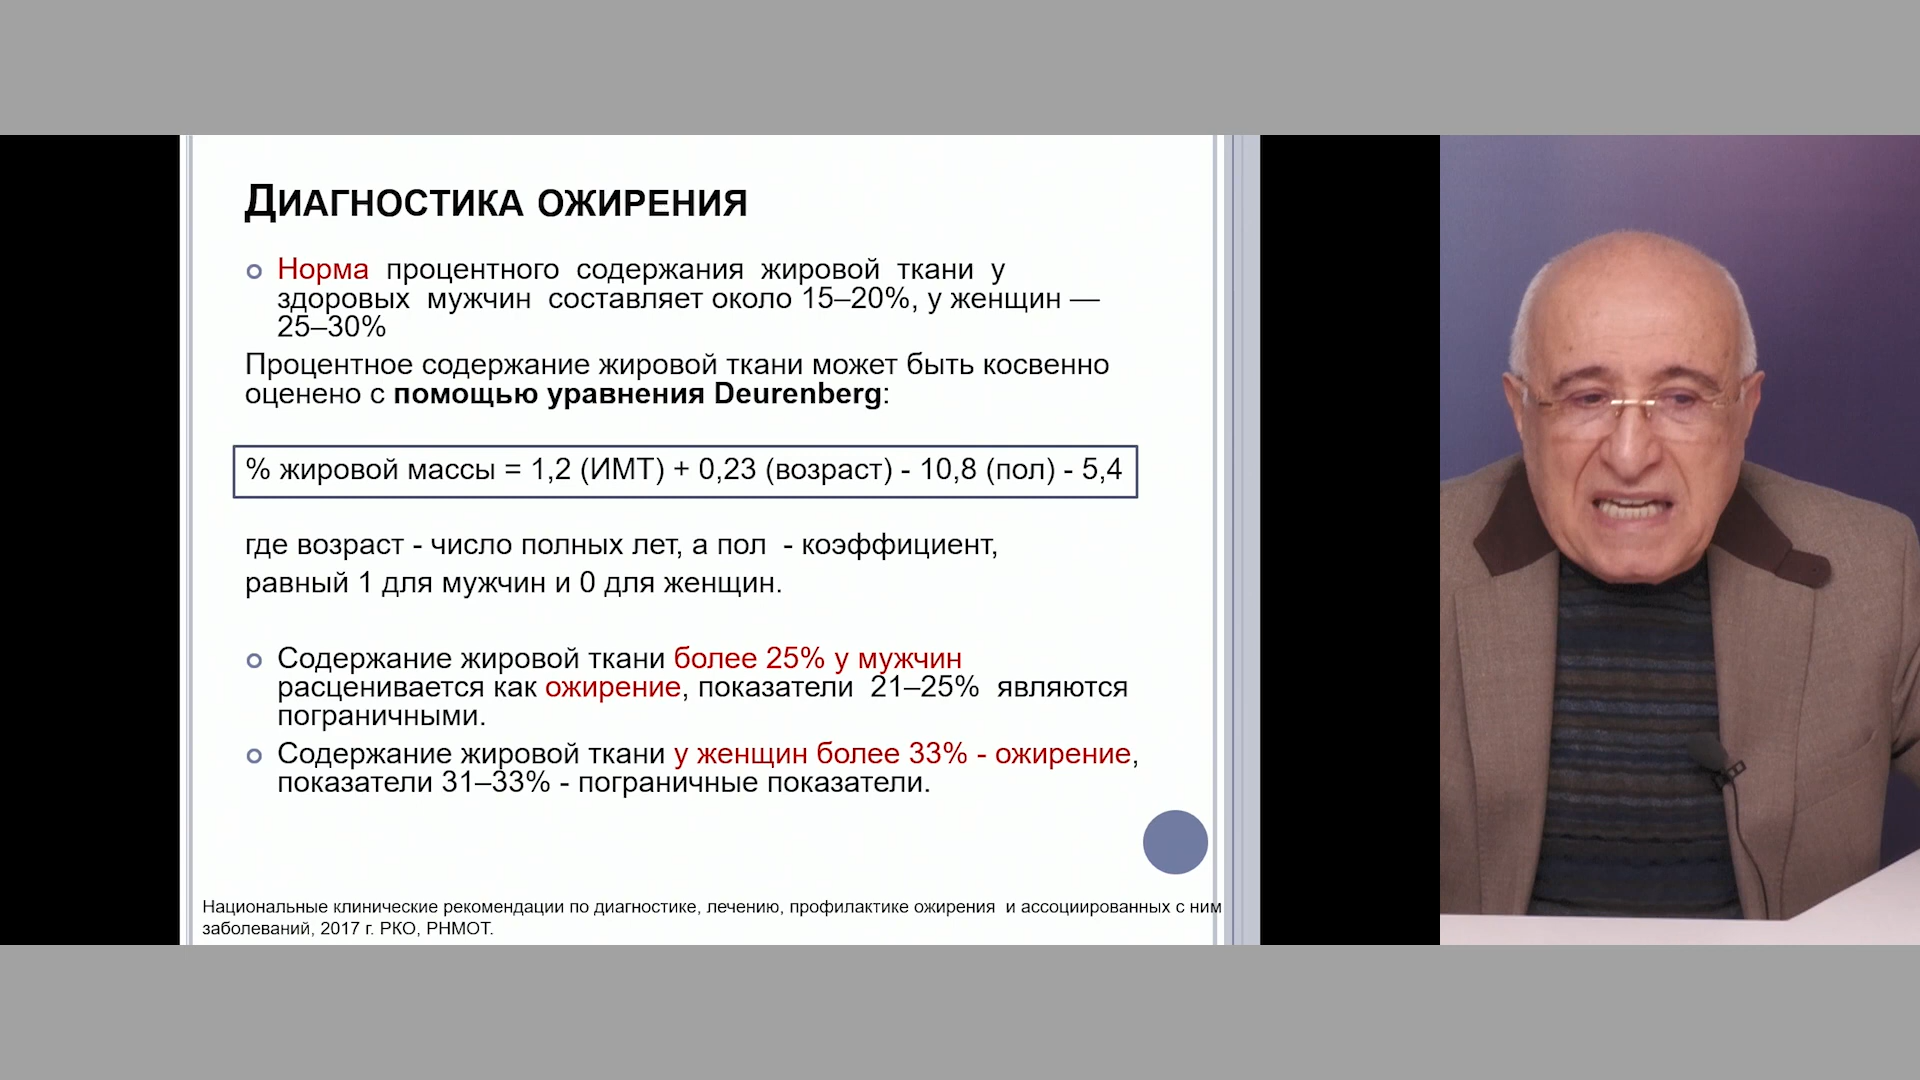 ДИАГНОСТИКА ОЖИРЕНИЯ
Норма процентного содержания жировой ткани у
здоровых мужчин составляет около 15–20%, у женщин —
25–30%
Процентное содержание жировой ткани может быть косвенно
оценено с помощью уравнения Deurenberg:
% жировой массы = 1,2 (ИМТ) + 0,23 (возраст) - 10,8 (пол) - 5,4
где возраст - число полных лет, а пол - коэффициент,
равный 1 для мужчин и 0 для женщин.
Содержание жировой ткани более 25% у мужчин
расценивается как ожирение, показатели 21–25% являются
пограничными.
Содержание жировой ткани у женщин более 33% - ожирение,
показатели 31–33% - пограничные показатели.
Национальные клинические рекомендации по диагностике, лечению, профилактике ожирения и ассоциированных с ним
заболеваний, 2017 г. РКО, РНМОТ.